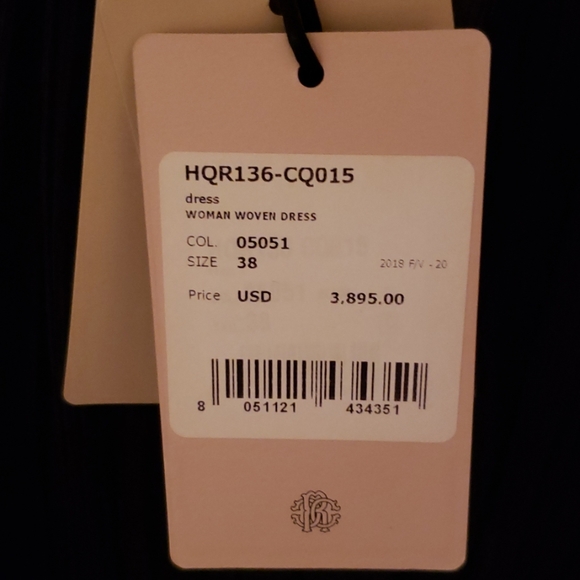 HQR136-CQ015
dress
WOMAN WOVEN DRESS
COL. 05051
SIZE 38 2018 F/V - 20
Price USD 3,895.00
8 051121 434351